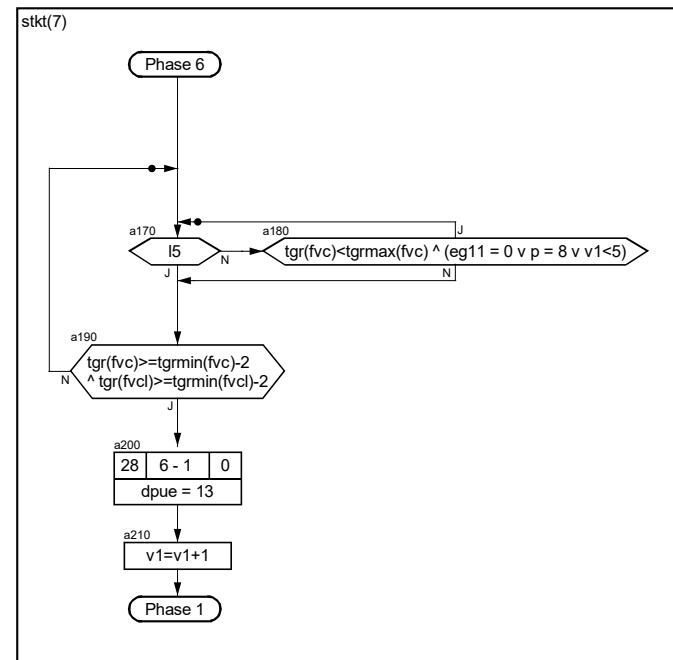 stkt(7)
Phase 6
a170
l5
N
J
a180
J
tgr(fvc)<tgrmax(fvc) ^ (eg11 = 0 v p = 8 v v1<5)
N
a190
tgr(fvc)>=tgrmin(fvc)-2
^ tgr(fvcl)>=tgrmin(fvcl)-2
N
J
a200
28 6 - 1 0
dpue = 13
a210
v1=v1+1
Phase 1